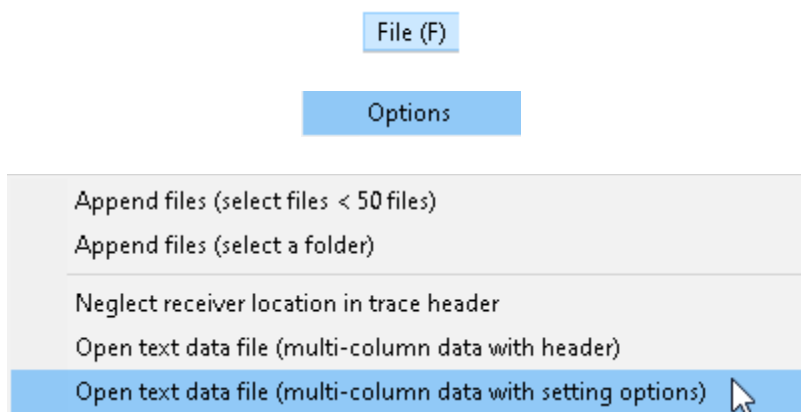 File (F)
Options
Append files (select files < 50 files)
Append files (select a folder)
Neglect receiver location in trace header
Open text data file (multi-column data with header)
Open text data file (multi-column data with setting options)